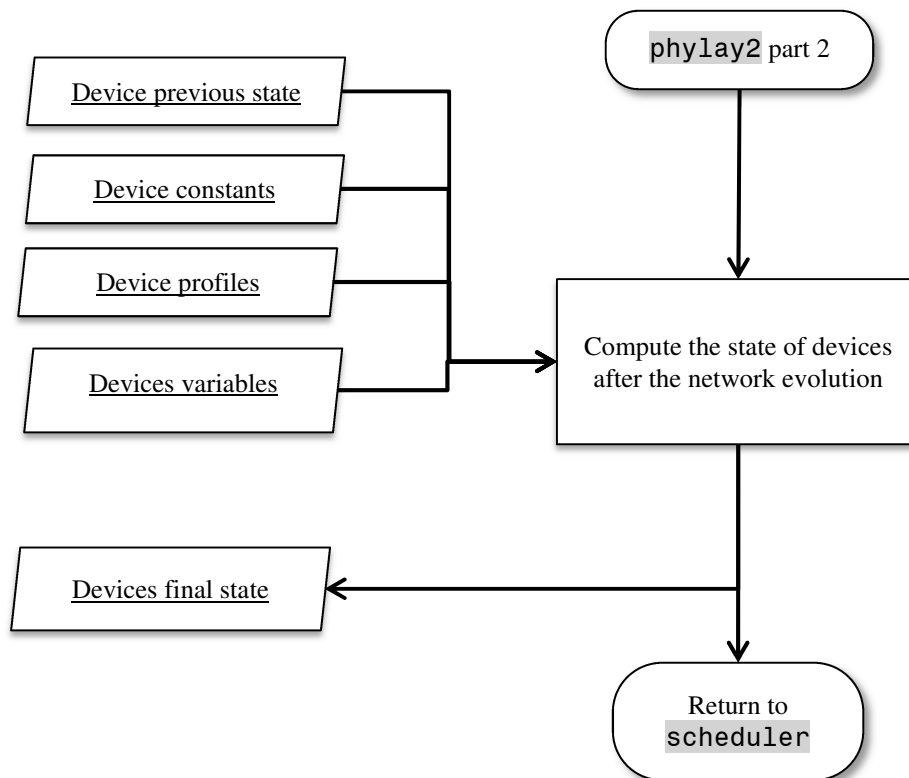 phylay2 part 2
Device previous state
Device constants
Device profiles
Devices variables
Compute the state of devices
after the network evolution
Devices final state
Return to
scheduler